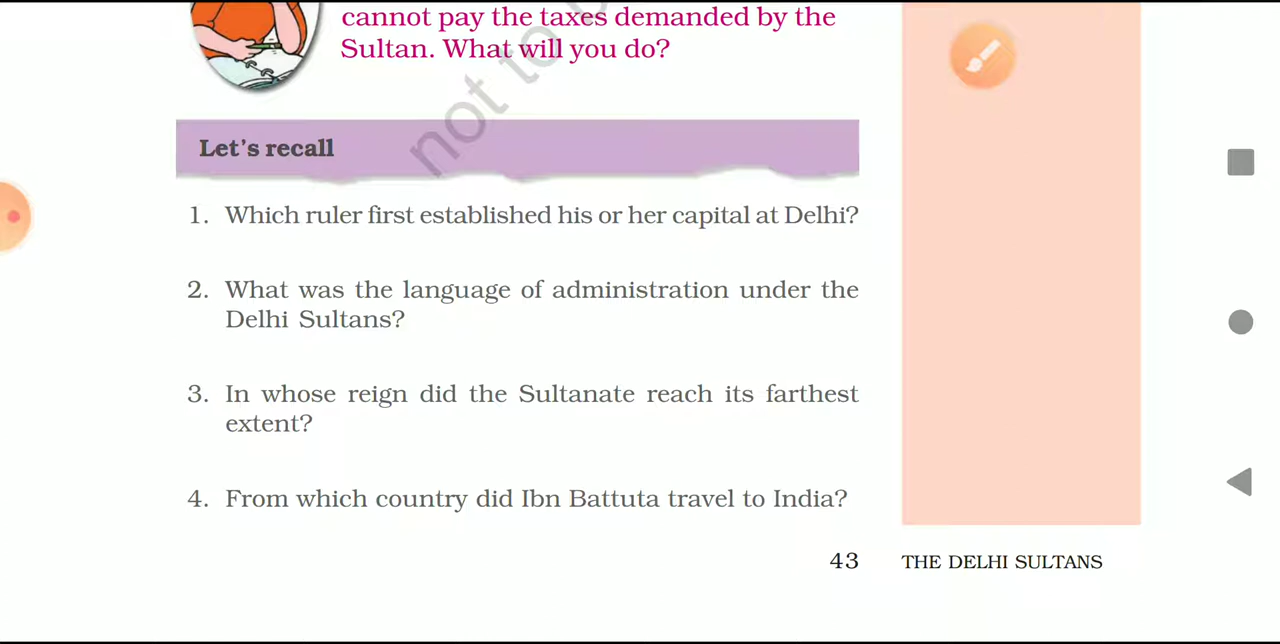 cannot pay the taxes demanded by the
Sultan. What will you do?
not to b
Let's recall
1. Which ruler first established his or her capital at Delhi?
2. What was the language of administration under the
Delhi Sultans?
3. In whose reign did the Sultanate reach its farthest
extent?
4. From which country did Ibn Battuta travel to India?
43 THE DELHI SULTANS